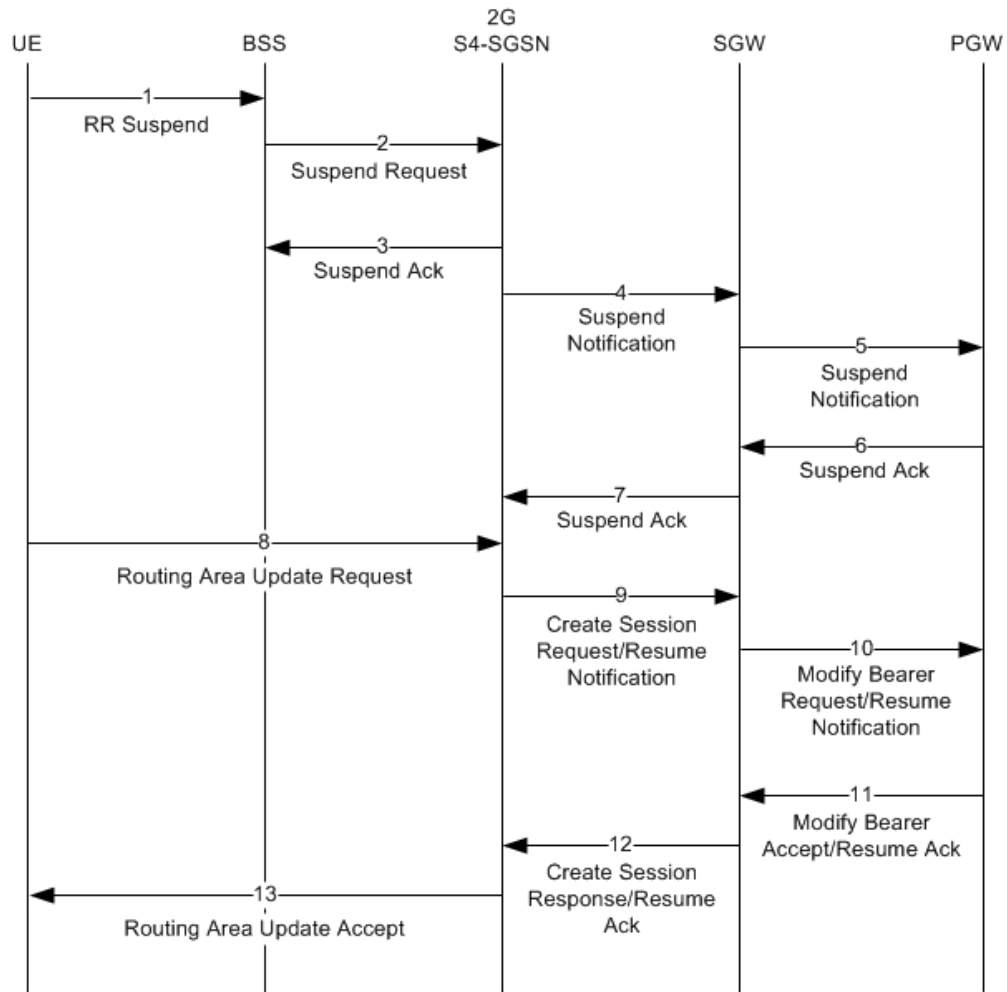 2G
UE BSS S4-SGSN SGW PGW
1
RR Suspend
2
Suspend Request
3
Suspend Ack
4
Suspend
Notification
5
Suspend
Notification
6
Suspend Ack
7
Suspend Ack
8
Routing Area Update Request
9
Create Session
Request/Resume
Notification
10
Modify Bearer
Request/Resume
Notification
11
Modify Bearer
Accept/Resume Ack
12
Create Session
Response/Resume
Ack
13
Routing Area Update Accept